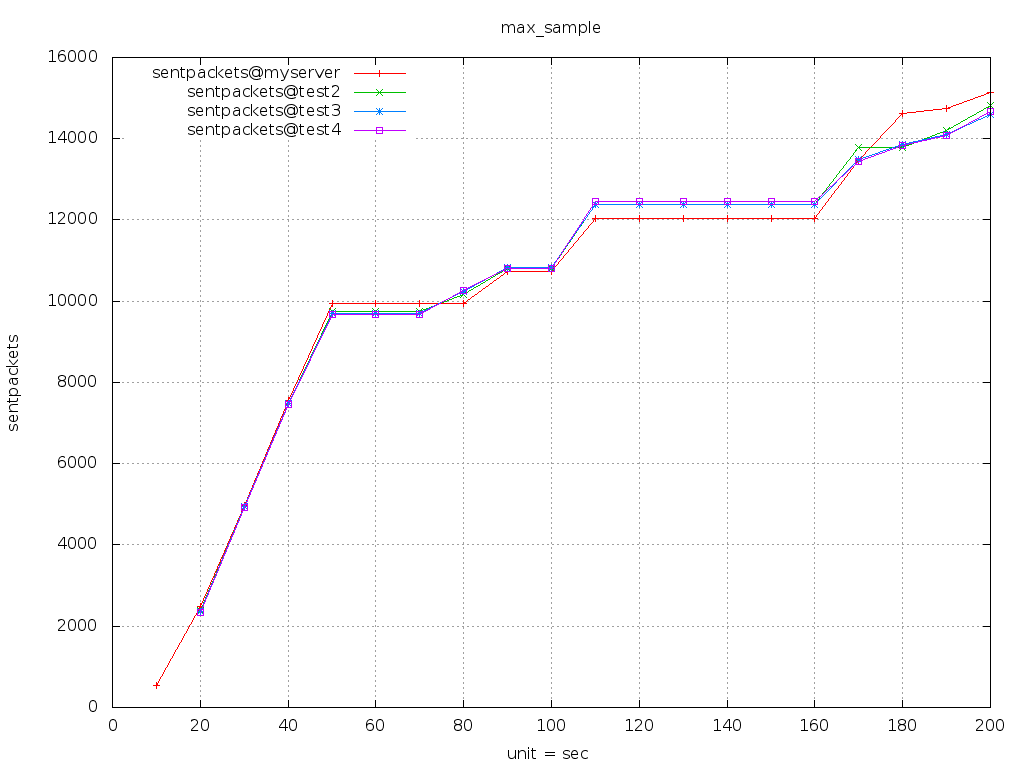 max_sample
16000
14000
12000
10000
8000
6000
4000
2000
0
sentpackets
sentpackets@myserver
sentpackets@test2
sentpackets@test3
sentpackets@test4
0 20 40 60 80 100 120 140 160 180 200
unit = sec